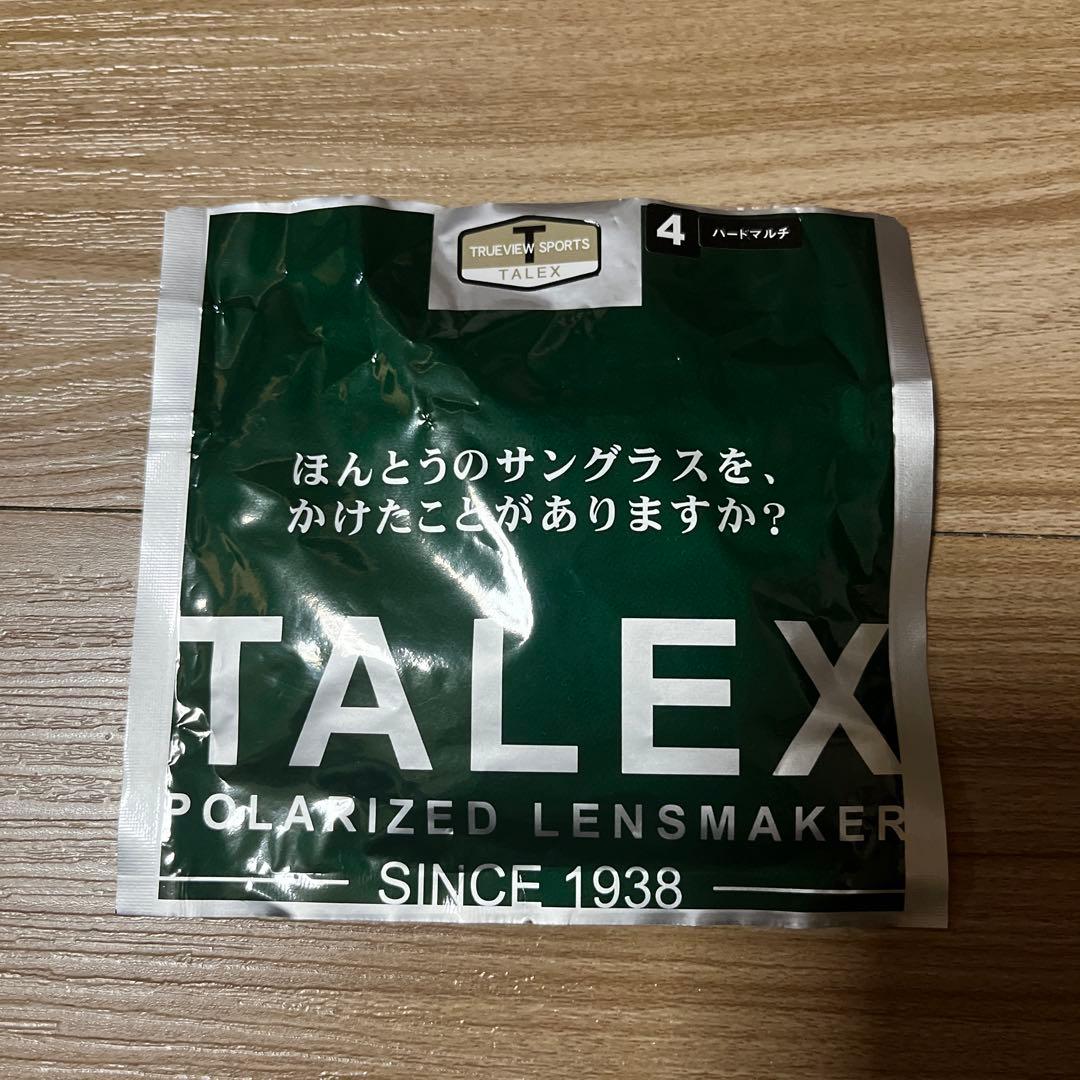 T
TRUEVIEW SPORTS
TALEX
4 ハードマルチ
ほんとうのサングラスを、
かけたことがありますか?
TALEX
POLARIZED LENSMAKER
SINCE 1938